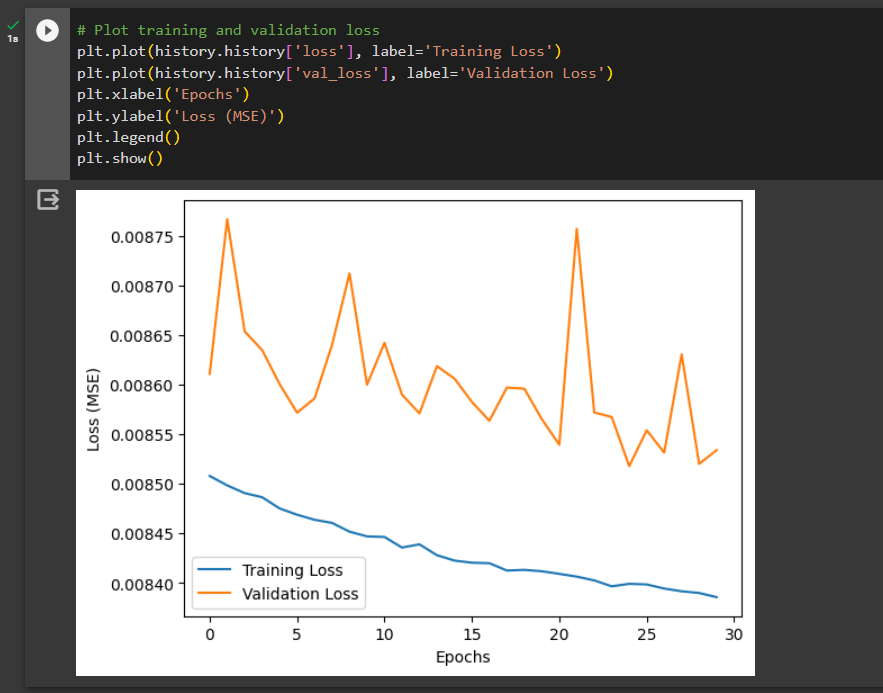 1s
# Plot training and validation loss
plt.plot(history.history['loss'], label='Training Loss')
plt.plot(history.history['val_loss'], label='Validation Loss')
plt.xlabel('Epochs')
plt.ylabel('Loss (MSE)')
plt.legend()
plt.show()
0.00875
0.00870
0.00865
0.00860
0.00855
0.00850
0.00845
0.00840
Loss (MSE)
Training Loss
Validation Loss
0 5 10 15 20 25 30
Epochs